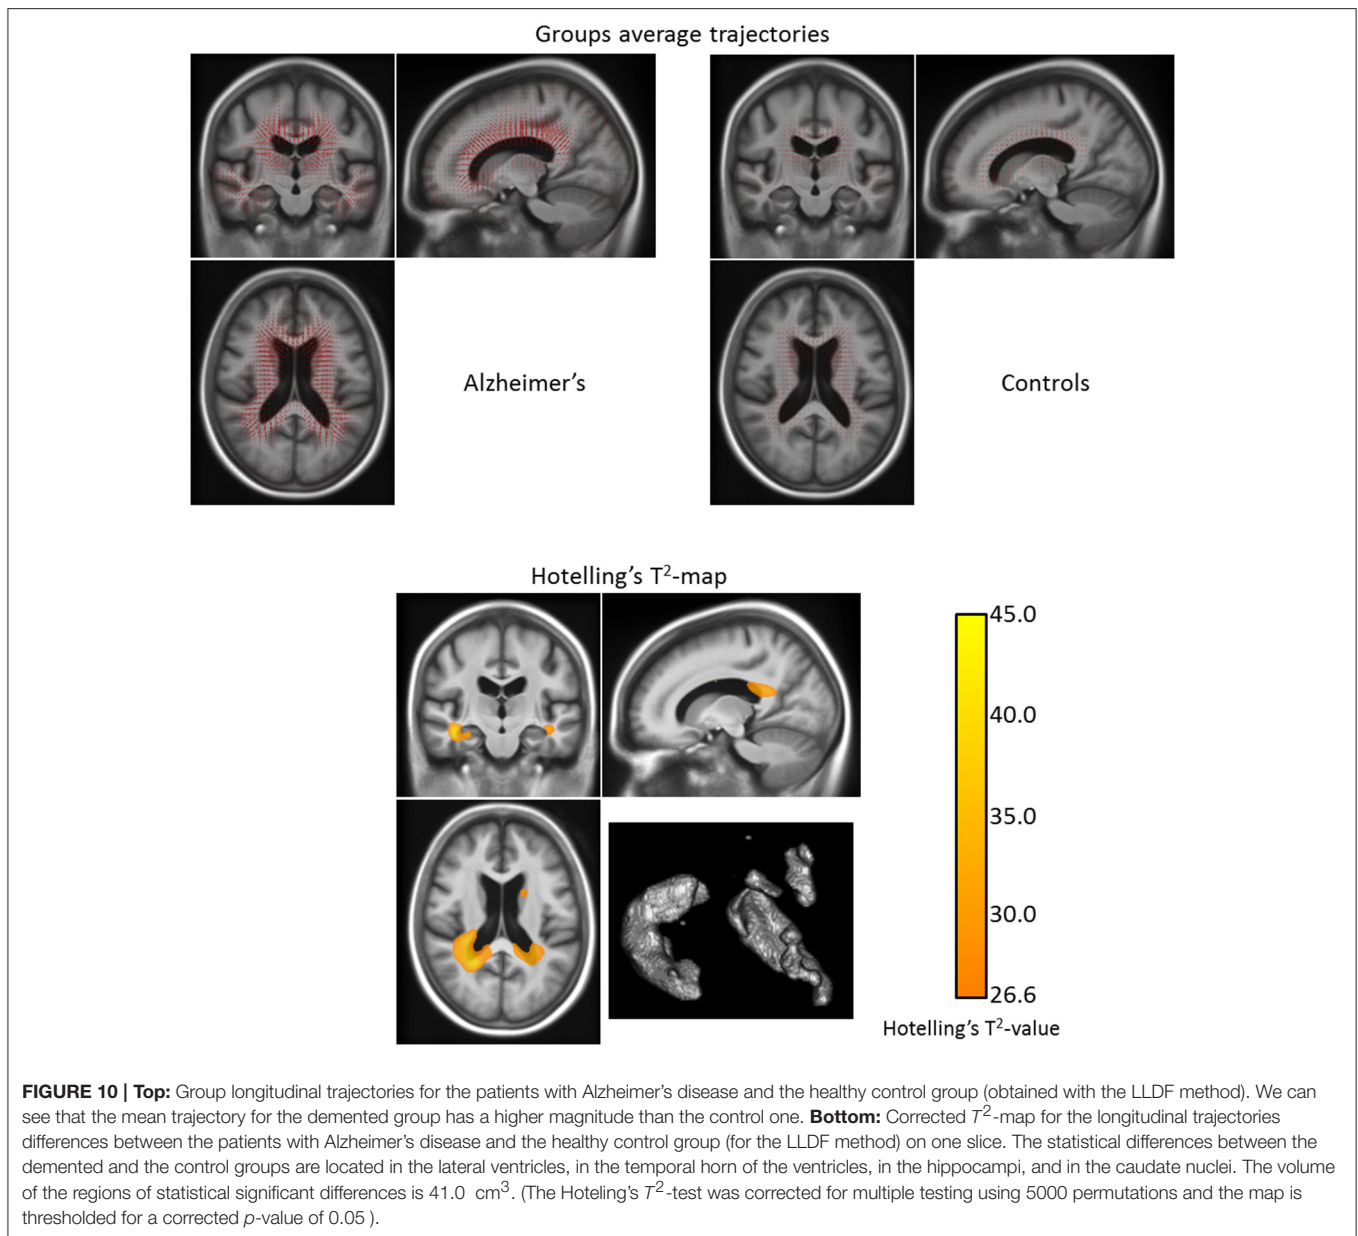 Groups average trajectories
Alzheimer's
Controls
Hotelling's T²-map
45.0
40.0
35.0
30.0
26.6
Hotelling's T²-value
FIGURE 10 | Top: Group longitudinal trajectories for the patients with Alzheimer's disease and the healthy control group (obtained with the LLDF method). We can
see that the mean trajectory for the demented group has a higher magnitude than the control one. Bottom: Corrected T²-map for the longitudinal trajectories
differences between the patients with Alzheimer's disease and the healthy control group (for the LLDF method) on one slice. The statistical differences between the
demented and the control groups are located in the lateral ventricles, in the temporal horn of the ventricles, in the hippocampi, and in the caudate nuclei. The volume
of the regions of statistical significant differences is 41.0 cm³. (The Hoteling's T²-test was corrected for multiple testing using 5000 permutations and the map is
thresholded for a corrected p-value of 0.05 ).